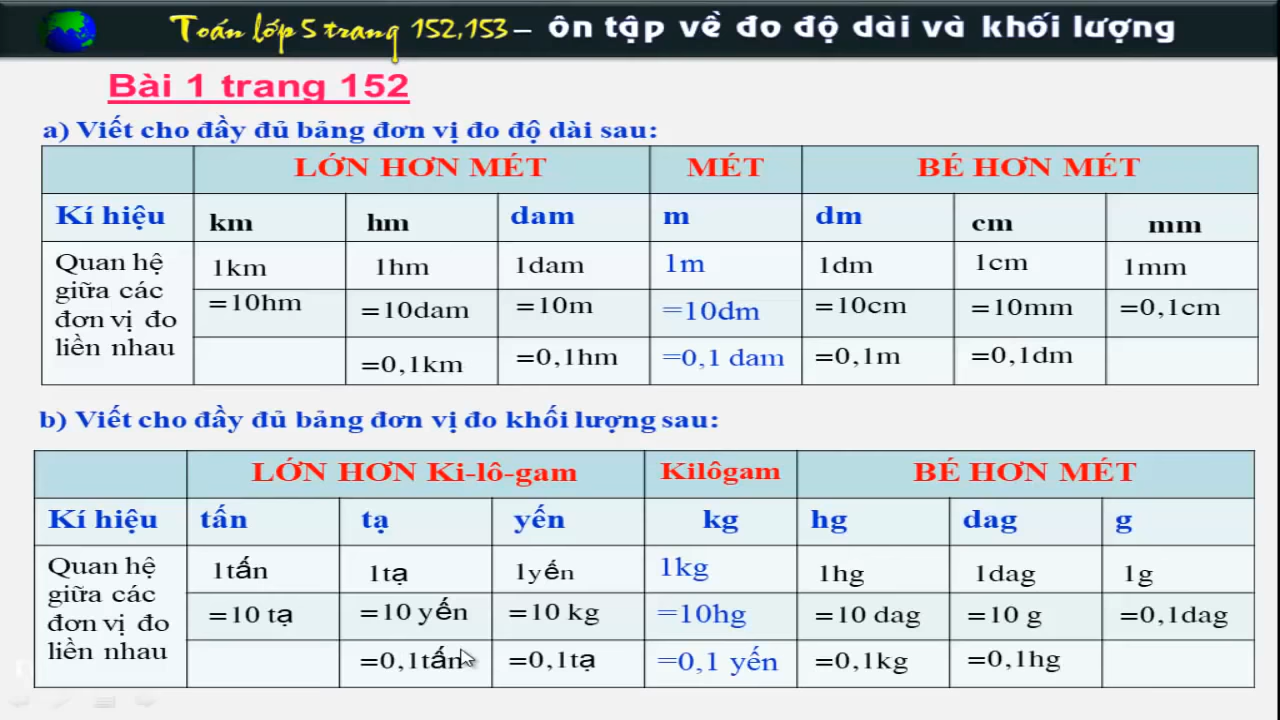 Toán lớp 5 trang 152,153 – ôn tập về đo độ dài và khối lượng
Bài 1 trang 152
a) Viết cho đầy đủ bảng đơn vị đo độ dài sau:
LỚN HƠN MÉT MÉT BÉ HƠN MÉT
Kí hiệu km hm dam m dm cm mm
Quan hệ giữa các đơn vị đo liền nhau
1km 1hm 1dam 1m 1dm 1cm 1mm
=10hm =10dam =10m =10dm =10cm =10mm =0,1cm
=0,1km =0,1hm =0,1 dam =0,1m =0,1dm
b) Viết cho đầy đủ bảng đơn vị đo khối lượng sau:
LỚN HƠN Ki-lô-gam Kilôgam BÉ HƠN MÉT
Kí hiệu tấn tạ yến kg hg dag g
Quan hệ giữa các đơn vị đo liền nhau
1tấn 1tạ 1yến 1kg 1hg 1dag 1g
=10 tạ =10 yến =10 kg =10hg =10 dag =10 g =0,1dag
=0,1tấn =0,1tạ =0,1 yến =0,1kg =0,1hg